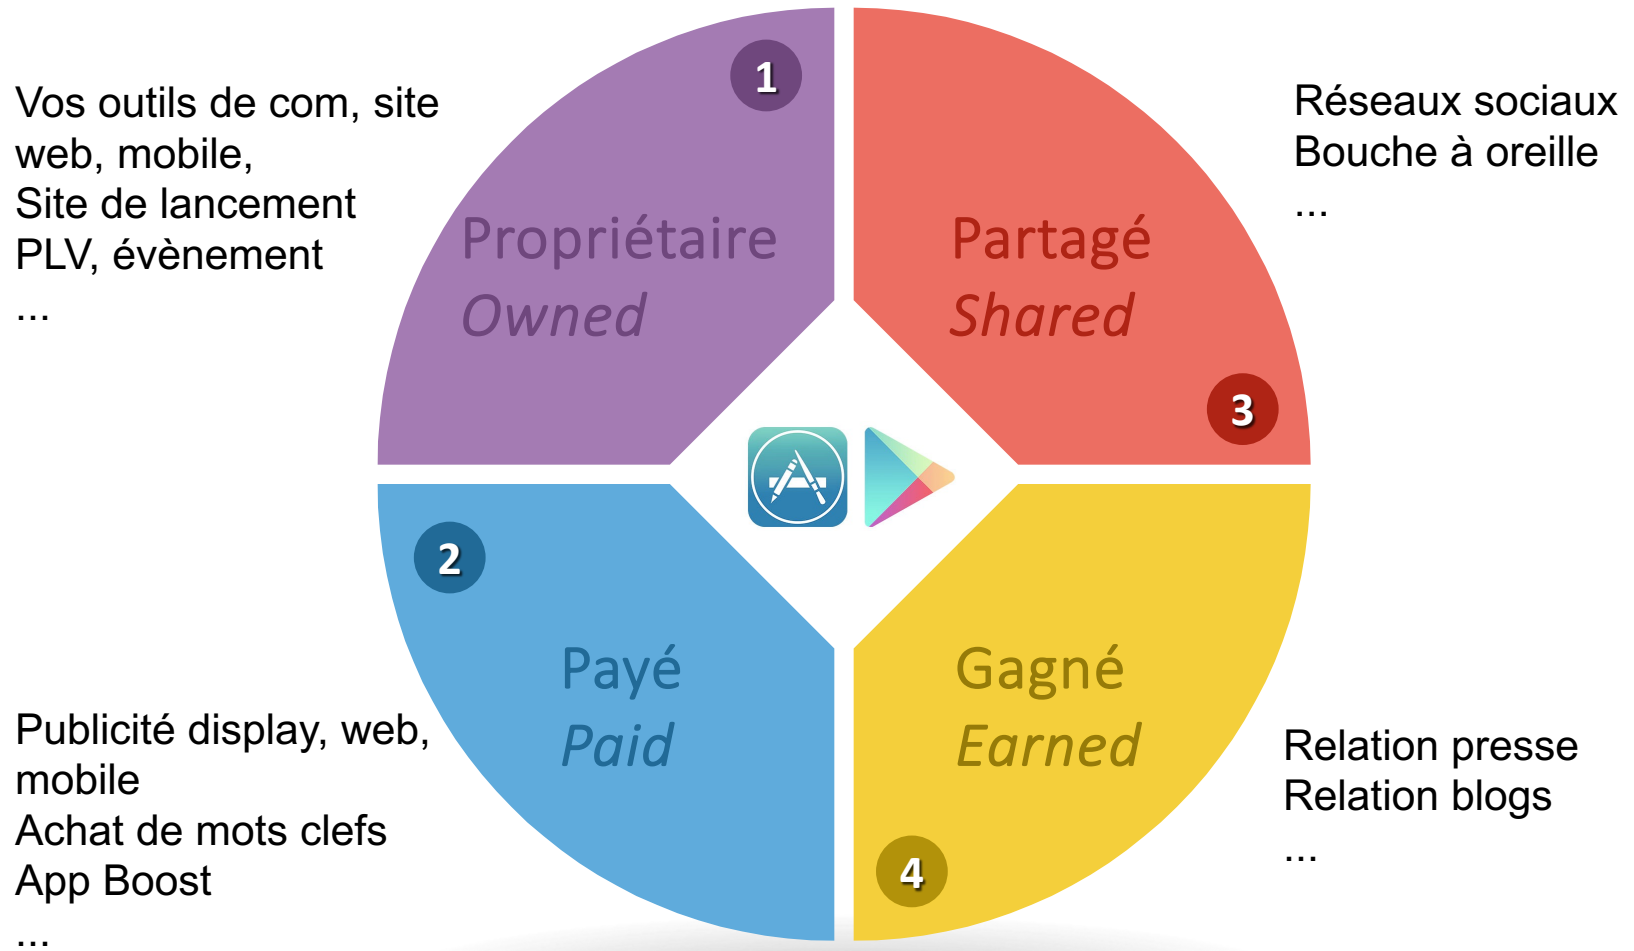 1
Vos outils de com, site
web, mobile,
Site de lancement
PLV, évènement
...
Propriétaire
Owned
Réseaux sociaux
Bouche à oreille
...
Partagé
Shared
3
2
Payé
Paid
Publicité display, web,
mobile
Achat de mots clefs
App Boost
...
Gagné
Earned
4
Relation presse
Relation blogs
...